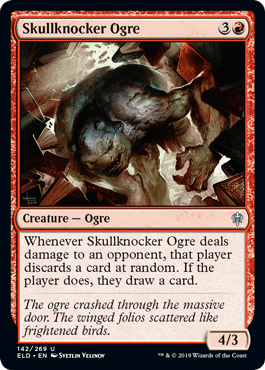 Skullknocker Ogre 3
Creature — Ogre
Whenever Skullknocker Ogre deals
damage to an opponent, that player
discards a card at random. If the
player does, they draw a card.
The ogre crashed through the massive
door. The winged folios scattered like
frightened birds.
4/3
142/269 U
ELD • EN Svetlin Velinov
™ & © 2019 Wizards of the Coast